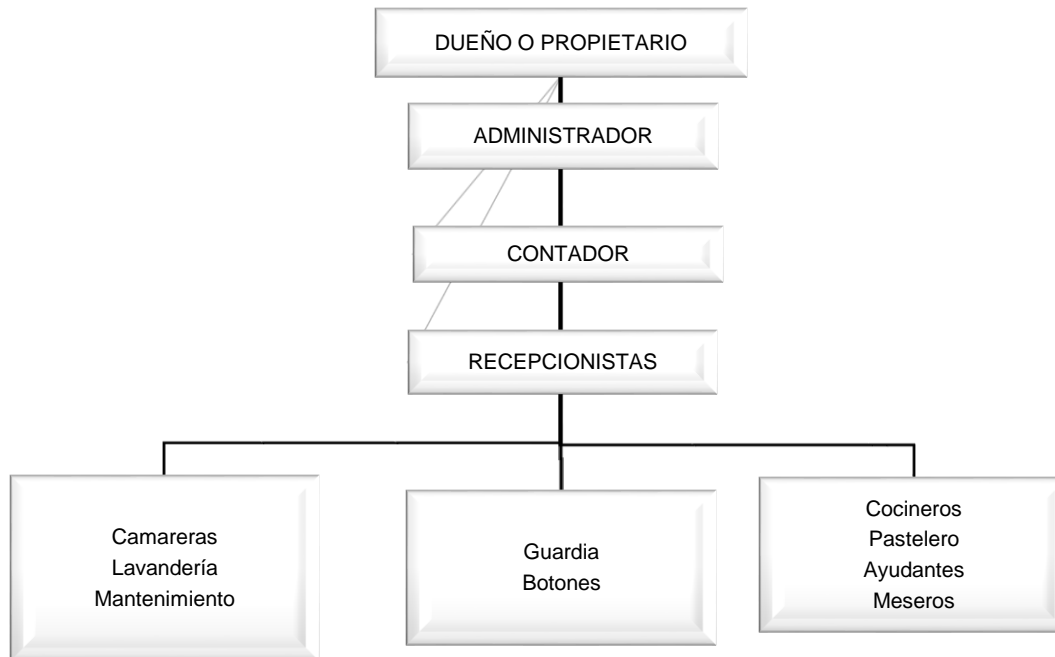 DUEÑO O PROPIETARIO
ADMINISTRADOR
CONTADOR
RECEPCIONISTAS
Camareras
Lavandería
Mantenimiento
Guardia
Botones
Cocineros
Pastelero
Ayudantes
Meseros